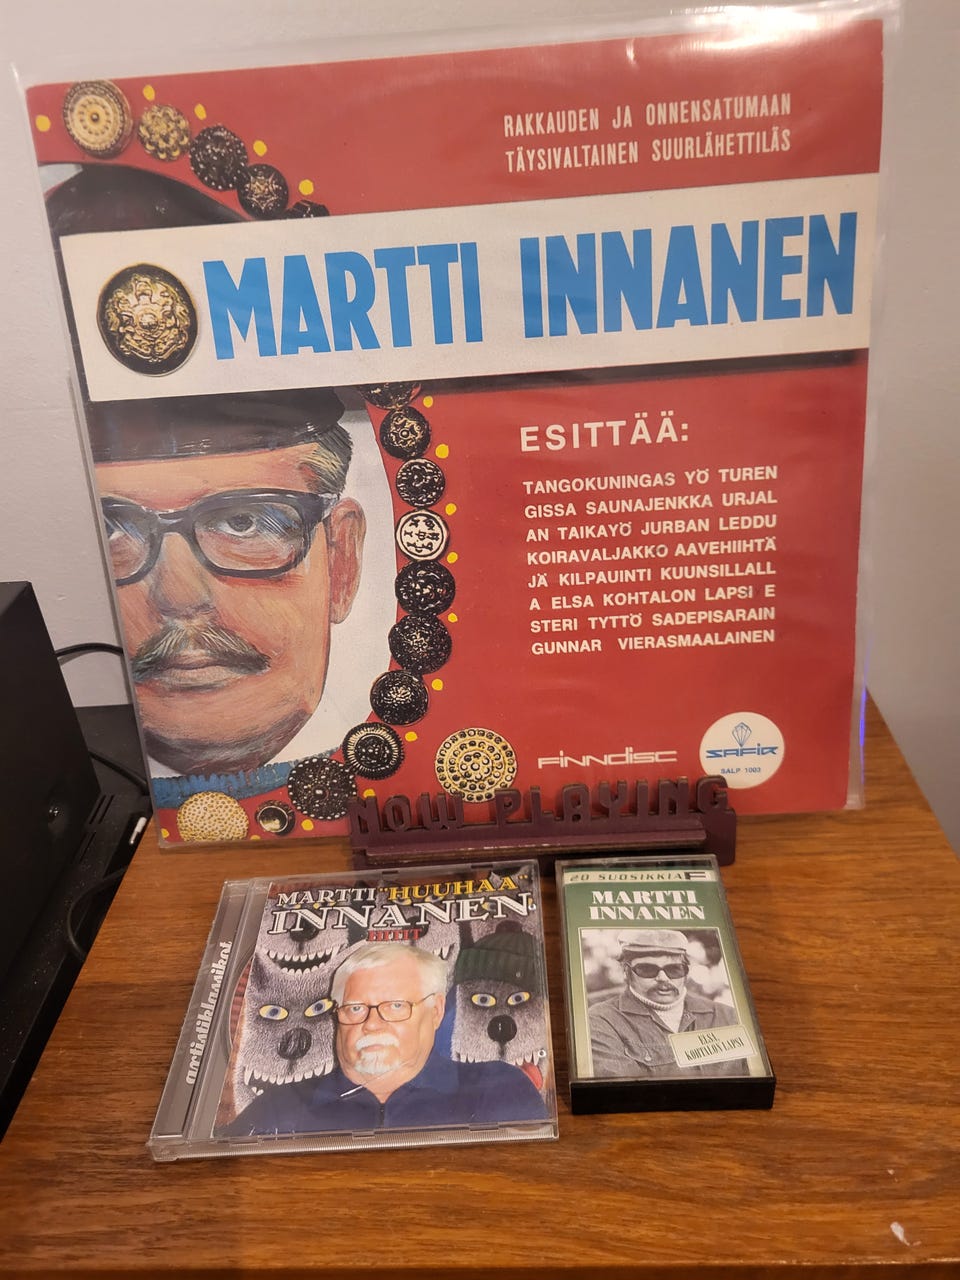 RAKKAUDEN JA ONNENSATUMAAN
TÄYSIVALTAINEN SUURLÄHETTILÄS
MARTTI INNANEN
ESITTÄÄ:
TANGOKUNINGAS YÖ TUREN
GISSA SAUNAJENKKA URJAL
AN TAIKAYÖ JURBAN LEDDU
KOIRAVALJAKKO AAVEHIIHTÄ
JÄ KILPAUINTI KUUNSILLALL
A ELSA KOHTALON LAPSI E
STERI TYTTÖ SADEPISARAIN
GUNNAR VIERASMAALAINEN
FINNDISC
SAFIR
SALP 1003
NOW PLAYING
artistiklassikot
MARTTI "HUUHAA"
INNANEN
HITIT
20 SUOSIKKIA F
MARTTI
INNANEN
ELSA,
KOHTALON LAPSI